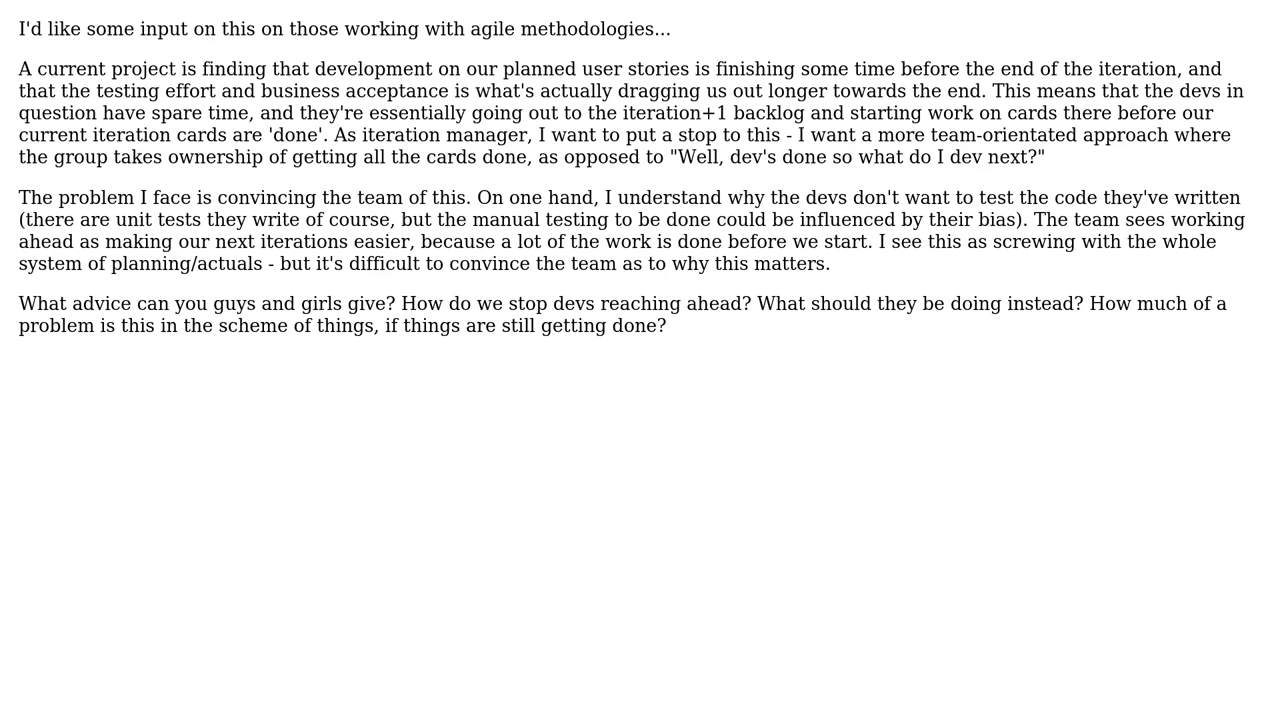 I'd like some input on this on those working with agile methodologies...
A current project is finding that development on our planned user stories is finishing some time before the end of the iteration, and
that the testing effort and business acceptance is what's actually dragging us out longer towards the end. This means that the devs in
question have spare time, and they're essentially going out to the iteration+1 backlog and starting work on cards there before our
current iteration cards are 'done'. As iteration manager, I want to put a stop to this - I want a more team-orientated approach where
the group takes ownership of getting all the cards done, as opposed to "Well, dev's done so what do I dev next?"
The problem I face is convincing the team of this. On one hand, I understand why the devs don't want to test the code they've written
(there are unit tests they write of course, but the manual testing to be done could be influenced by their bias). The team sees working
ahead as making our next iterations easier, because a lot of the work is done before we start. I see this as screwing with the whole
system of planning/actuals - but it's difficult to convince the team as to why this matters.
What advice can you guys and girls give? How do we stop devs reaching ahead? What should they be doing instead? How much of a
problem is this in the scheme of things, if things are still getting done?